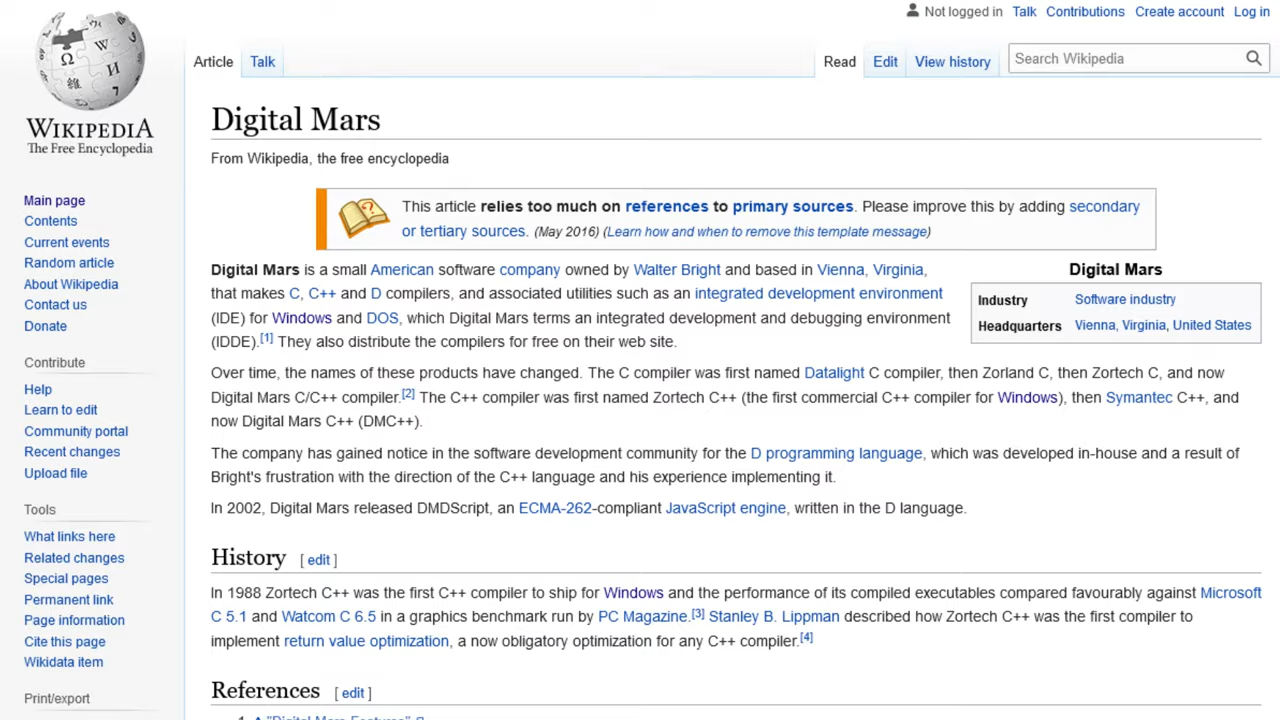 Not logged in Talk Contributions Create account Log in
Article Talk Read Edit View history Search Wikipedia
Ω W И 維
WIKIPEDIA
The Free Encyclopedia
Main page
Contents
Current events
Random article
About Wikipedia
Contact us
Donate
Contribute
Help
Learn to edit
Community portal
Recent changes
Upload file
Tools
What links here
Related changes
Special pages
Permanent link
Page information
Cite this page
Wikidata item
Print/export
Digital Mars
From Wikipedia, the free encyclopedia
This article relies too much on references to primary sources. Please improve this by adding secondary
or tertiary sources. (May 2016) (Learn how and when to remove this template message)
Digital Mars is a small American software company owned by Walter Bright and based in Vienna, Virginia,
that makes C, C++ and D compilers, and associated utilities such as an integrated development environment
(IDE) for Windows and DOS, which Digital Mars terms an integrated development and debugging environment
(IDDE).[1] They also distribute the compilers for free on their web site.
Digital Mars
Industry Software industry
Headquarters Vienna, Virginia, United States
Over time, the names of these products have changed. The C compiler was first named Datalight C compiler, then Zorland C, then Zortech C, and now
Digital Mars C/C++ compiler.[2] The C++ compiler was first named Zortech C++ (the first commercial C++ compiler for Windows), then Symantec C++, and
now Digital Mars C++ (DMC++).
The company has gained notice in the software development community for the D programming language, which was developed in-house and a result of
Bright's frustration with the direction of the C++ language and his experience implementing it.
In 2002, Digital Mars released DMDScript, an ECMA-262-compliant JavaScript engine, written in the D language.
History [ edit ]
In 1988 Zortech C++ was the first C++ compiler to ship for Windows and the performance of its compiled executables compared favourably against Microsoft
C 5.1 and Watcom C 6.5 in a graphics benchmark run by PC Magazine.[3] Stanley B. Lippman described how Zortech C++ was the first compiler to
implement return value optimization, a now obligatory optimization for any C++ compiler.[4]
References [ edit ]
1. ^ "Digital Mars Features"